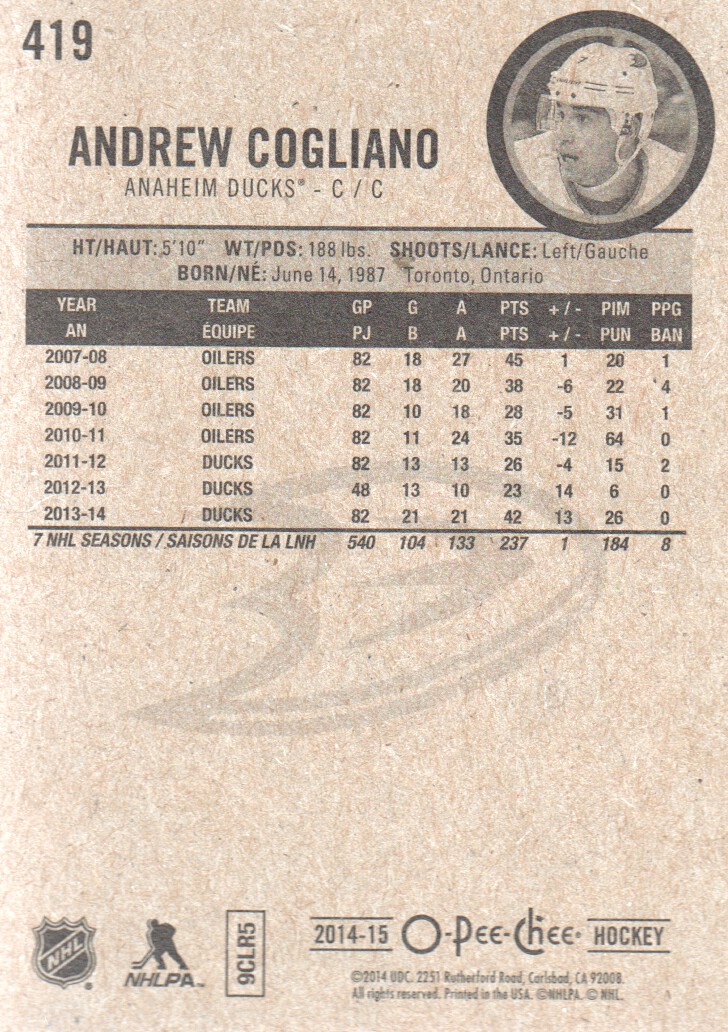 419
ANDREW COGLIANO
ANAHEIM DUCKS® - C / C
HT/HAUT: 5'10" WT/PDS: 188 lbs. SHOOTS/LANCE: Left/Gauche
BORN/NÉ: June 14, 1987 Toronto, Ontario
YEAR TEAM GP G A PTS +/- PIM PPG
AN ÉQUIPE PJ B A PTS +/- PUN BAN
2007-08 OILERS 82 18 27 45 1 20 1
2008-09 OILERS 82 18 20 38 -6 22 4
2009-10 OILERS 82 10 18 28 -5 31 1
2010-11 OILERS 82 11 24 35 -12 64 0
2011-12 DUCKS 82 13 13 26 -4 15 2
2012-13 DUCKS 48 13 10 23 14 6 0
2013-14 DUCKS 82 21 21 42 13 26 0
7 NHL SEASONS / SAISONS DE LA LNH 540 104 133 237 1 184 8
NHL®
NHLPA™
9CLR5
2014-15 O-Pee-Chee® HOCKEY
©2014 UDC. 2251 Rutherford Road, Carlsbad, CA 92008.
All rights reserved. Printed in the USA. ©NHLPA. © NHL.